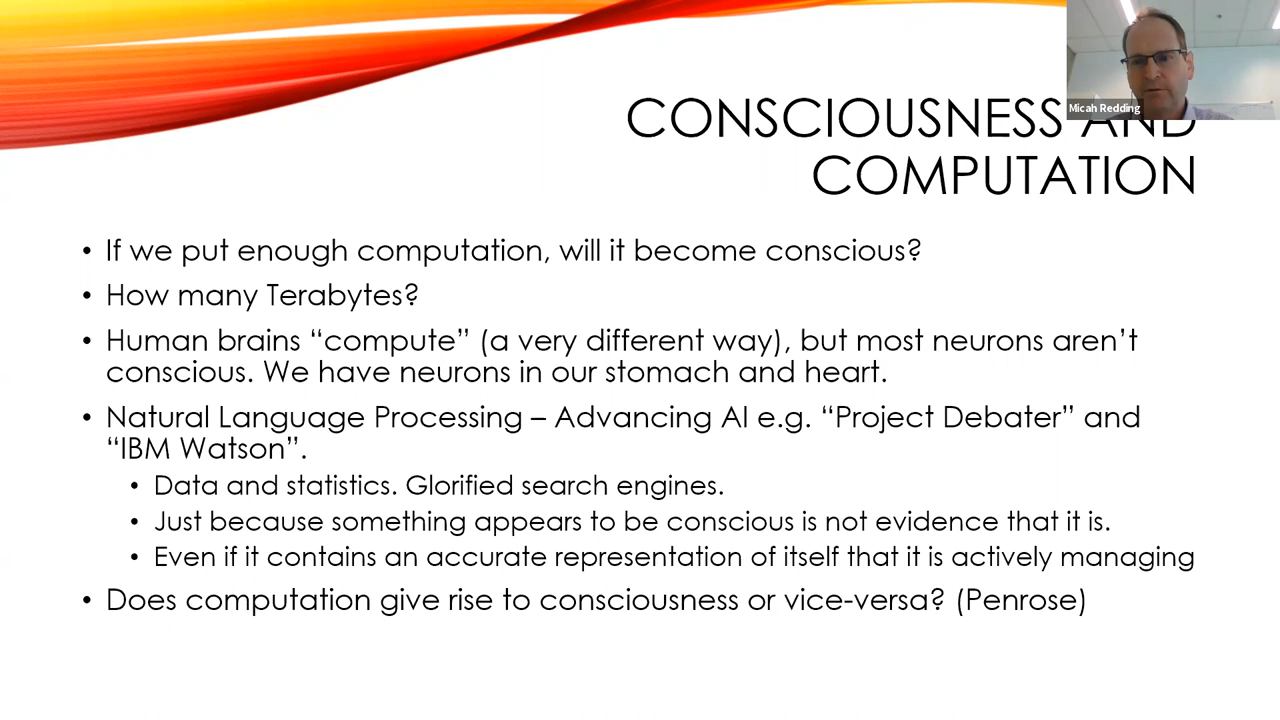 Micah Redding
CONSCIOUSNESS AND
COMPUTATION
• If we put enough computation, will it become conscious?
• How many Terabytes?
• Human brains “compute” (a very different way), but most neurons aren’t
conscious. We have neurons in our stomach and heart.
• Natural Language Processing – Advancing AI e.g. “Project Debater” and
“IBM Watson”.
• Data and statistics. Glorified search engines.
• Just because something appears to be conscious is not evidence that it is.
• Even if it contains an accurate representation of itself that it is actively managing
• Does computation give rise to consciousness or vice-versa? (Penrose)